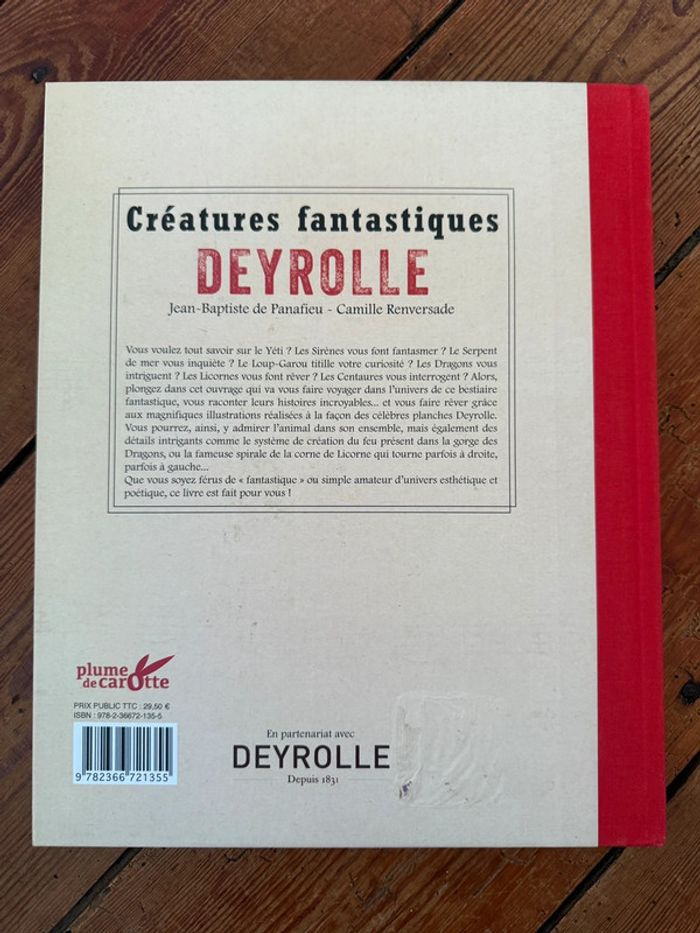 Créatures fantastiques
DEYROLLE
Jean-Baptiste de Panafieu - Camille Renversade
Vous voulez tout savoir sur le Yéti ? Les Sirènes vous font fantasmer ? Le Serpent
de mer vous inquiète ? Le Loup-Garou titille votre curiosité ? Les Dragons vous
intriguent ? Les Licornes vous font rêver ? Les Centaures vous interrogent ? Alors,
plongez dans cet ouvrage qui va vous faire voyager dans l'univers de ce bestiaire
fantastique, vous raconter leurs histoires incroyables... et vous faire rêver grâce
aux magnifiques illustrations réalisées à la façon des célèbres planches Deyrolle.
Vous pourrez, ainsi, y admirer l'animal dans son ensemble, mais également des
détails intrigants comme le système de création du feu présent dans la gorge des
Dragons, ou la fameuse spirale de la corne de Licorne qui tourne parfois à droite,
parfois à gauche...
Que vous soyez férus de « fantastique » ou simple amateur d'univers esthétique et
poétique, ce livre est fait pour vous !
plume
de carotte
PRIX PUBLIC TTC : 29,50 €
ISBN : 978-2-36672-135-5
9 782366 721355
En partenariat avec
DEYROLLE
Depuis 1831